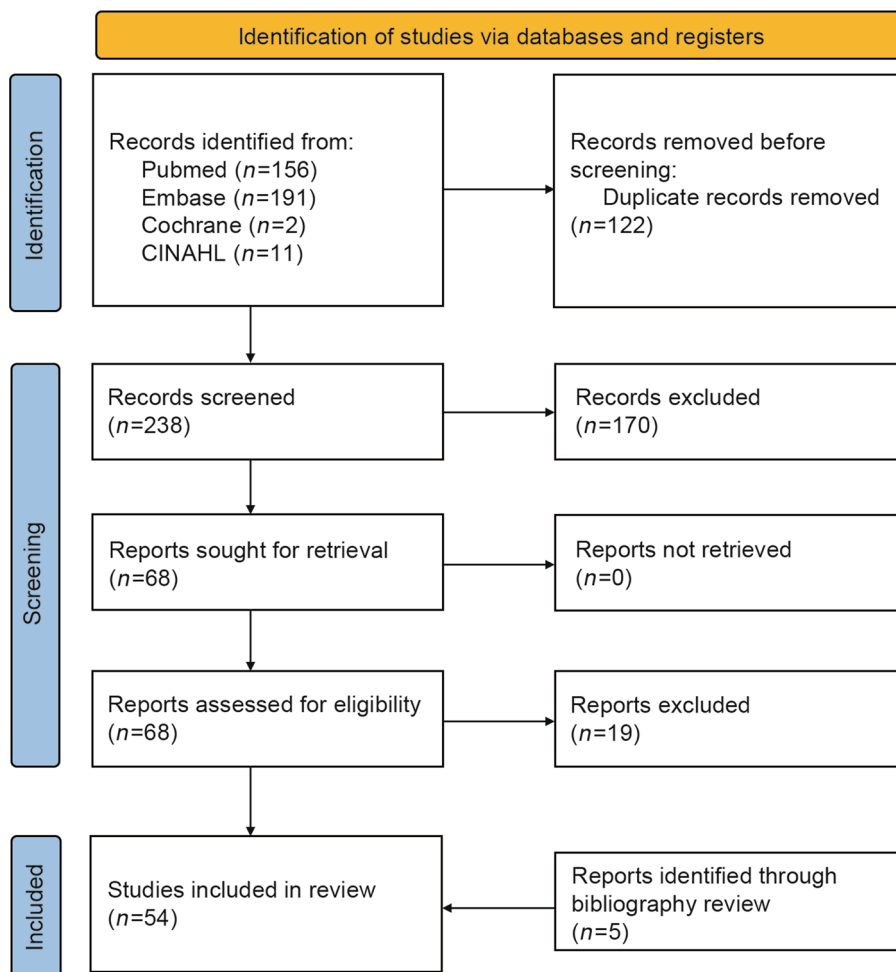 Identification of studies via databases and registers
Identification
Records identified from:
Pubmed (n=156)
Embase (n=191)
Cochrane (n=2)
CINAHL (n=11)
Records removed before
screening:
Duplicate records removed
(n=122)
Screening
Records screened
(n=238)
Records excluded
(n=170)
Reports sought for retrieval
(n=68)
Reports not retrieved
(n=0)
Reports assessed for eligibility
(n=68)
Reports excluded
(n=19)
Included
Studies included in review
(n=54)
Reports identified through
bibliography review
(n=5)